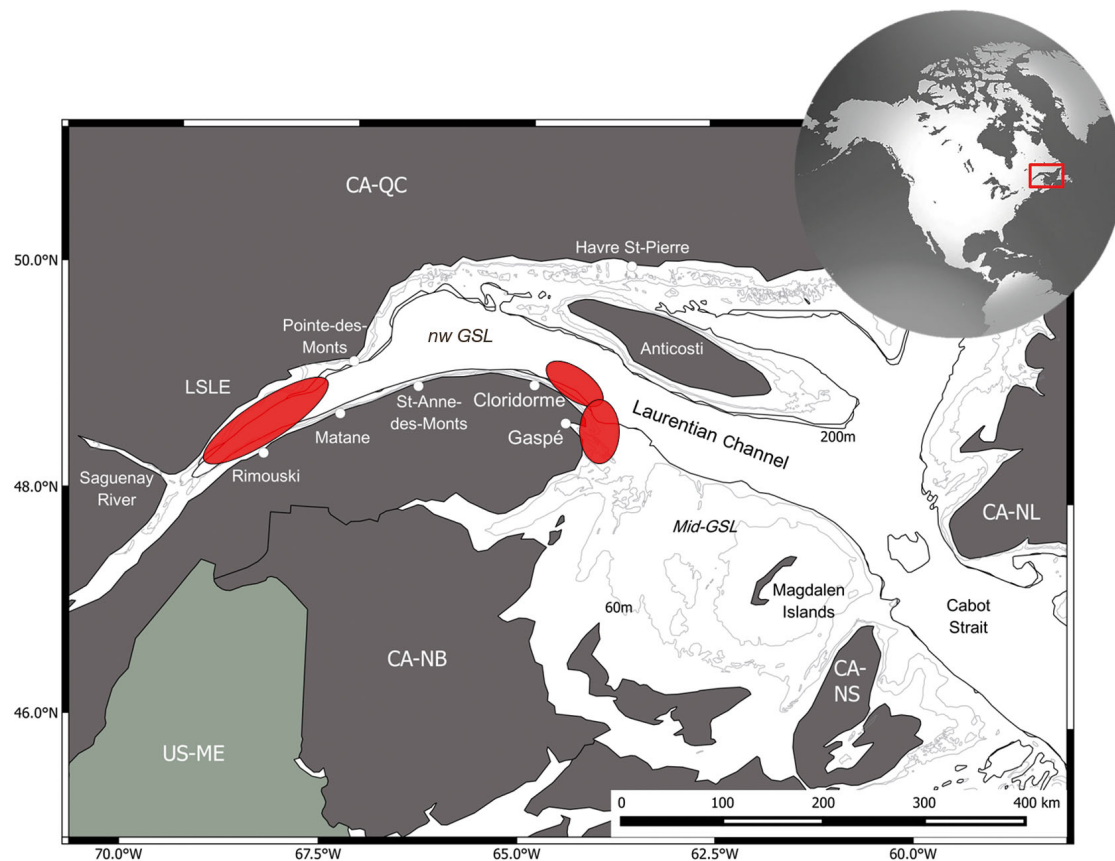 CA-QC
Havre St-Pierre
50.0°N
Pointe-des-
Monts
nw GSL
Anticosti
LSLE
Cloridorme
St-Anne-
des-Monts
Matane
Gaspé
Laurentian Channel
200m
Rimouski
Saguenay
River
48.0°N
CA-NL
Mid-GSL
Magdalen
Islands
60m
Cabot
Strait
CA-NB
CA-
NS
46.0°N
US-ME
0 100 200 300 400 km
70.0°W 67.5°W 65.0°W 62.5°W 60.0°W